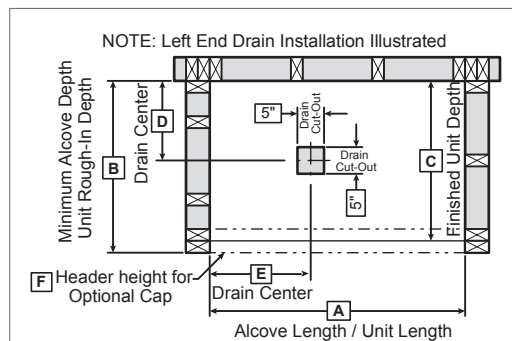 NOTE: Left End Drain Installation Illustrated
Minimum Alcove Depth
Unit Rough-In Depth
B
D
Drain Center
5"
Drain
Cut-Out
Drain
Cut-Out
5"
C
Finished Unit Depth
F Header height for
Optional Cap
E
Drain Center
A
Alcove Length / Unit Length